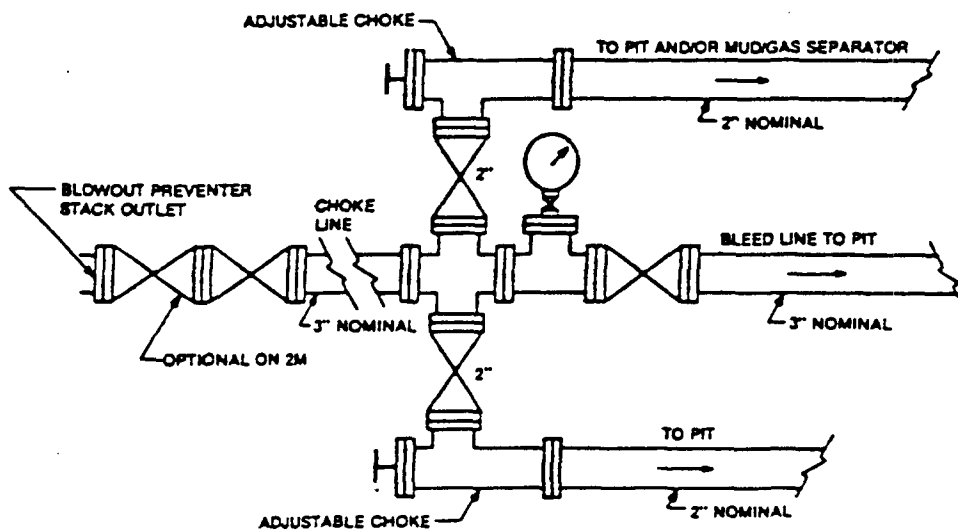 ADJUSTABLE CHOKE
TO PIT AND/OR MUD/GAS SEPARATOR
2" NOMINAL
2"
BLOWOUT PREVENTER
STACK OUTLET
CHOKE
LINE
BLEED LINE TO PIT
3" NOMINAL
3" NOMINAL
OPTIONAL ON 2M
2"
TO PIT
ADJUSTABLE CHOKE
2" NOMINAL